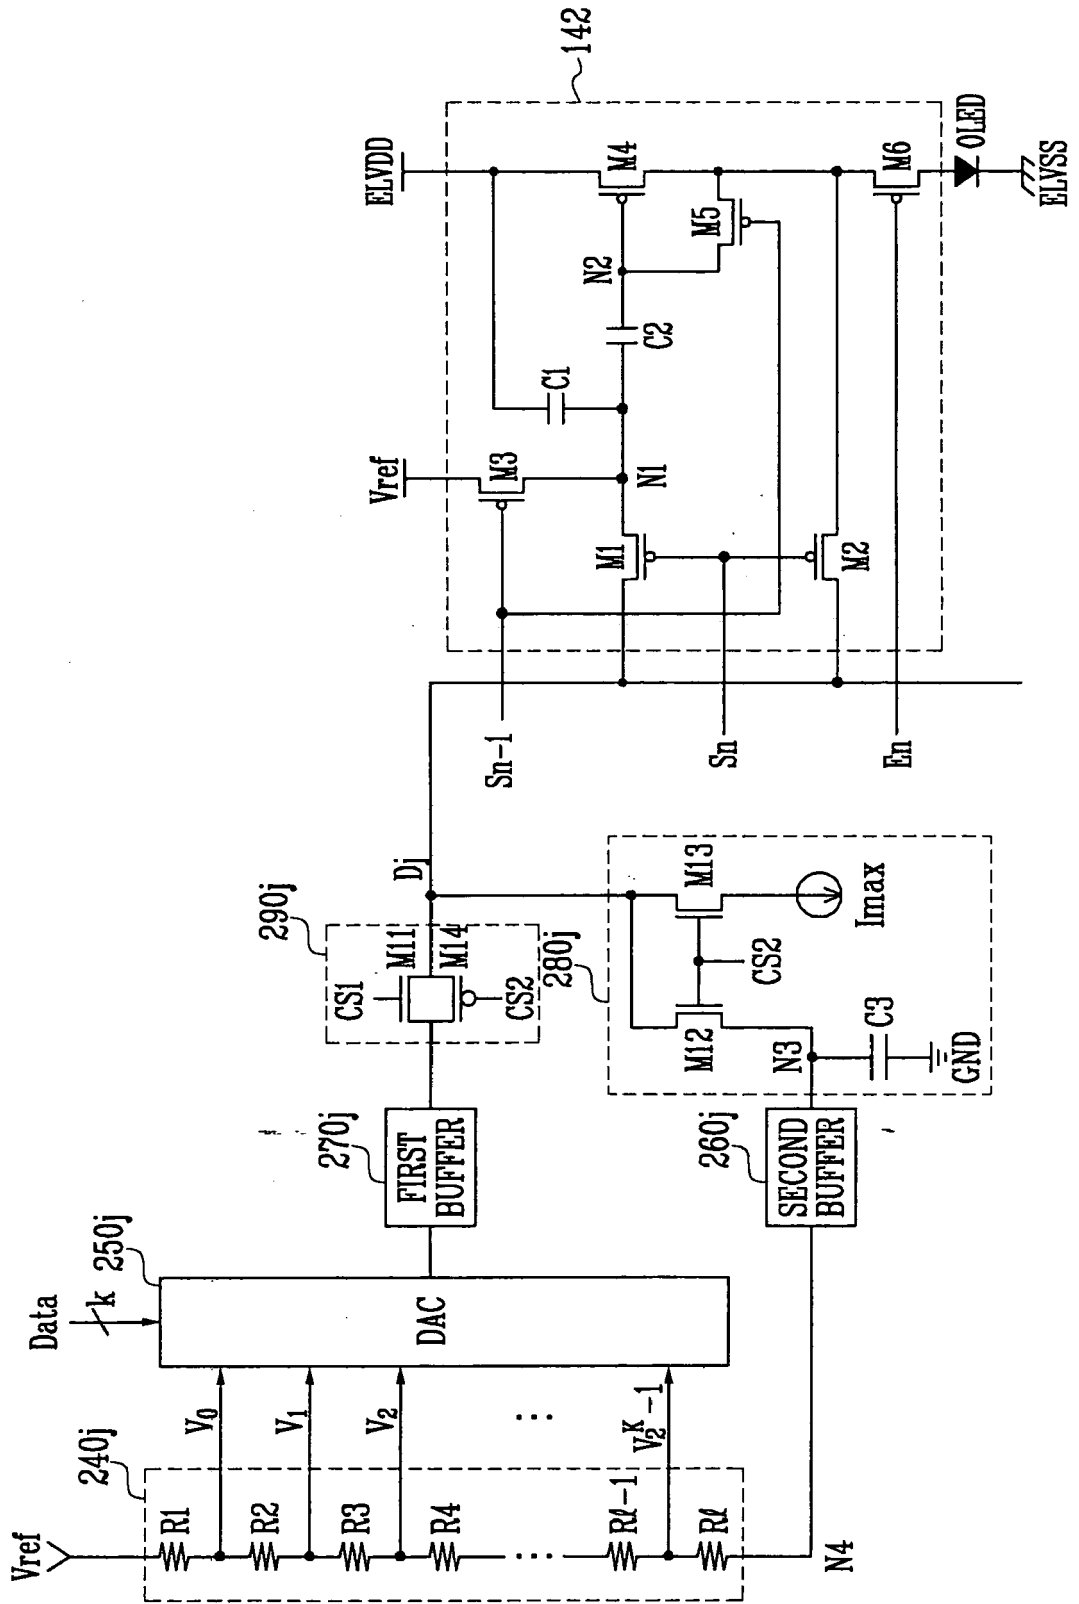 Vref
240j
R1
R2
R3
R4
...
Rℓ-1
Rℓ
N4
V0
V1
V2
...
V2^K-1
Data
k
250j
DAC
270j
FIRST
BUFFER
260j
SECOND
BUFFER
290j
CS1
M11
M14
CS2
Dj
280j
M12
M13
CS2
N3
C3
GND
Imax
Sn-1
Sn
En
142
Vref
M3
N1
M1
M2
C1
C2
N2
ELVDD
M4
M5
M6
OLED
ELVSS